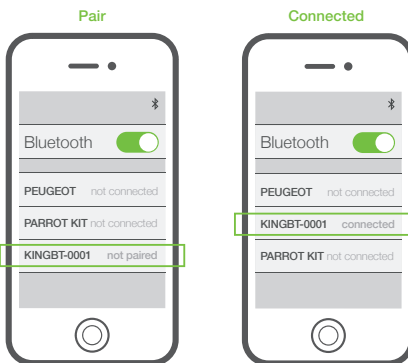 Pair
Bluetooth
PEUGEOT not connected
PARROT KIT not connected
KINGBT-0001 not paired
Connected
Bluetooth
PEUGEOT not connected
KINGBT-0001 connected
PARROT KIT not connected